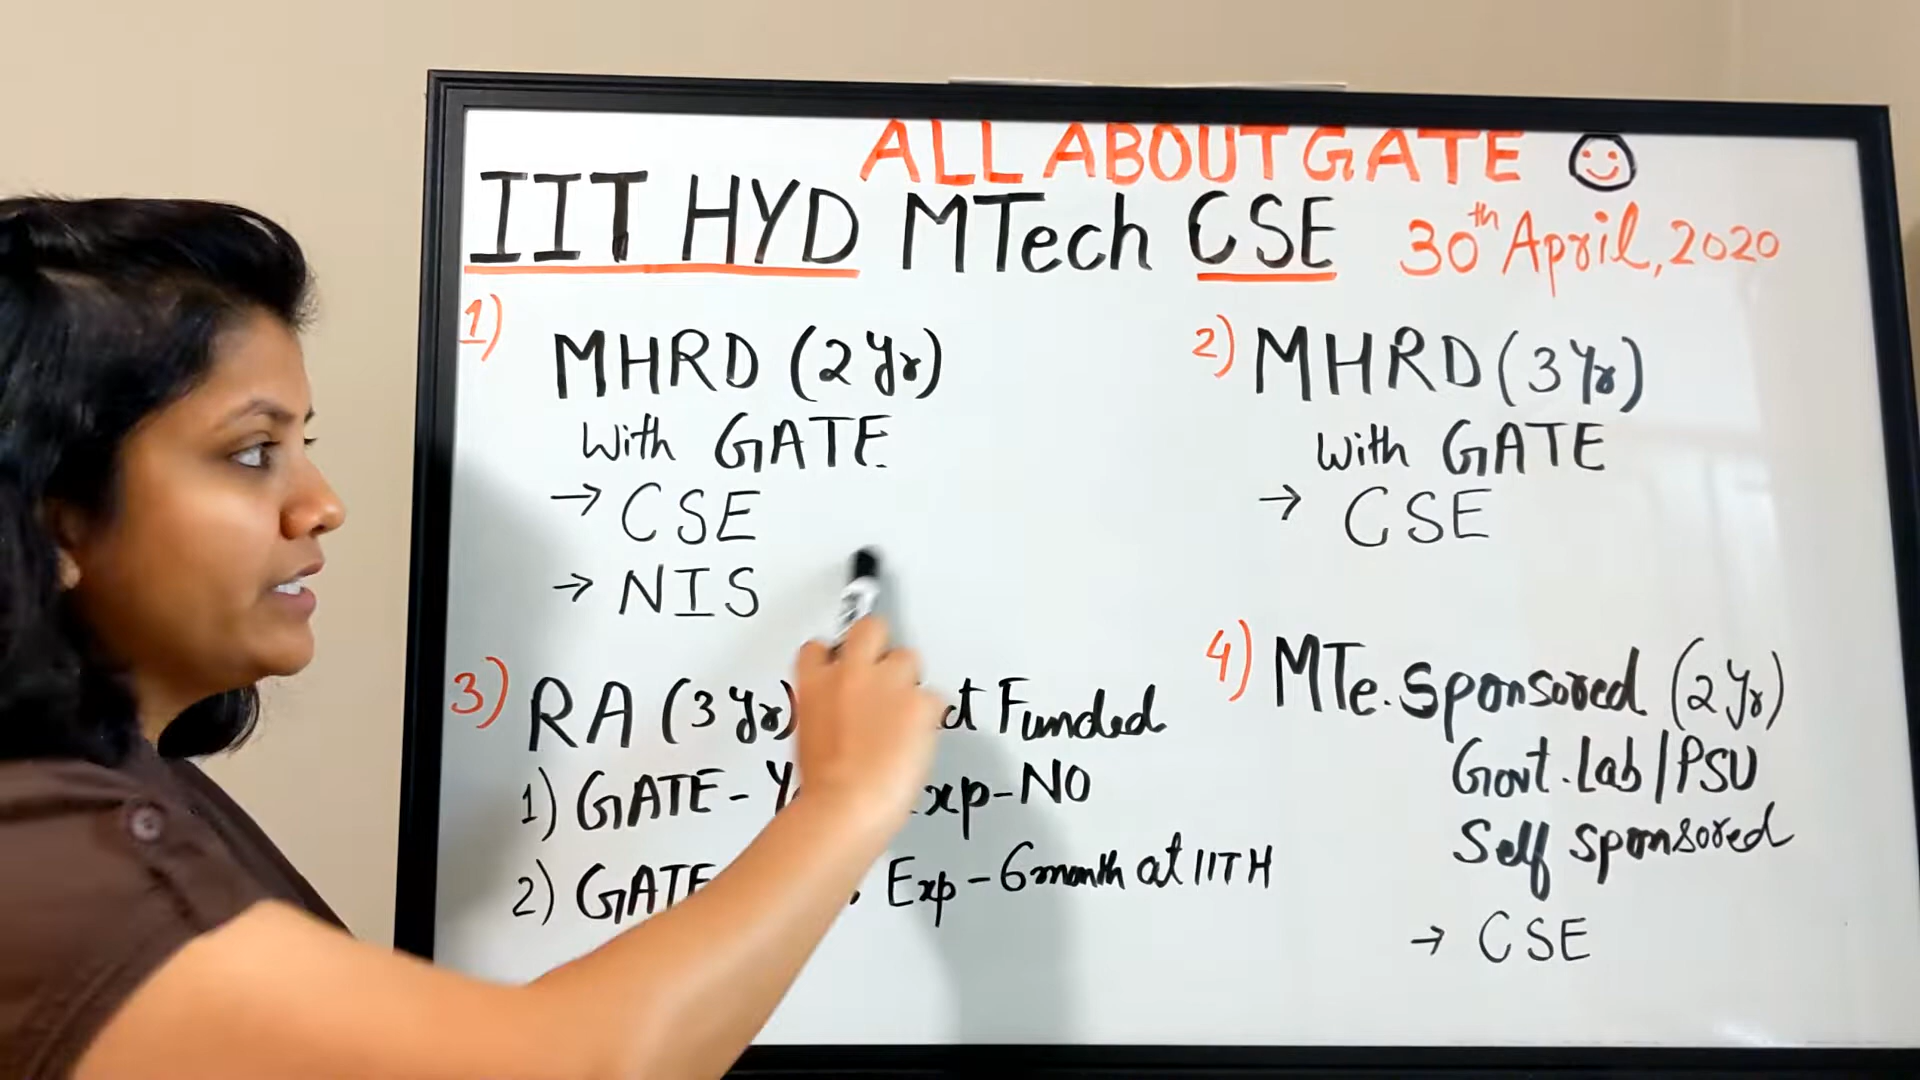 ALL ABOUT GATE
IIT HYD MTech CSE
30th April, 2020
1) MHRD (2 Yr)
With GATE
→ CSE
→ NIS
2) MHRD (3 Yr)
With GATE
→ CSE
3) RA (3 Yr) Funded
1) GATE - Exp - NO
2) GATE Exp - 6 month at IITH
4) MTe. Sponsored (2 Yr)
Govt. Lab / PSU
Self sponsored
→ CSE